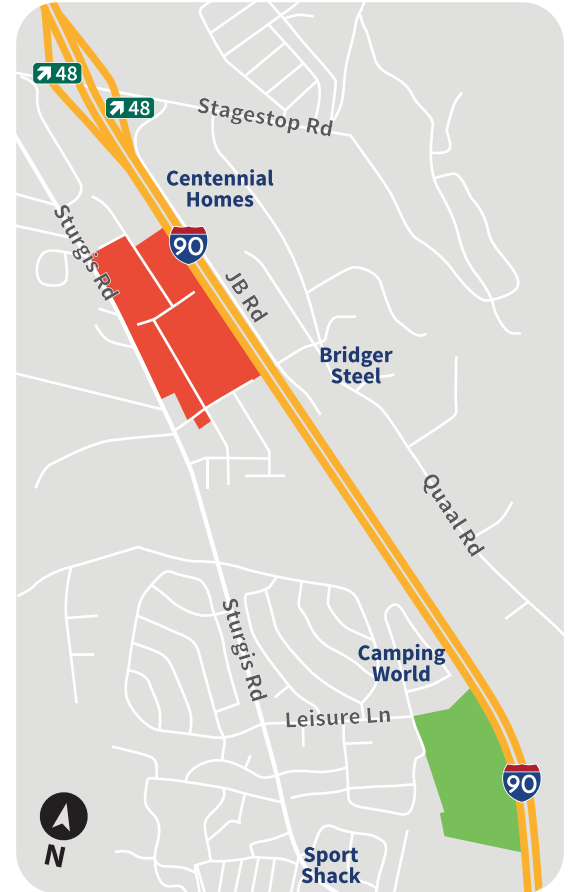 48
48
Stagestop Rd
Centennial
Homes
Sturgis Rd
90
JB Rd
Bridger
Steel
Quaal Rd
Sturgis Rd
Camping
World
Leisure Ln
90
N
Sport
Shack